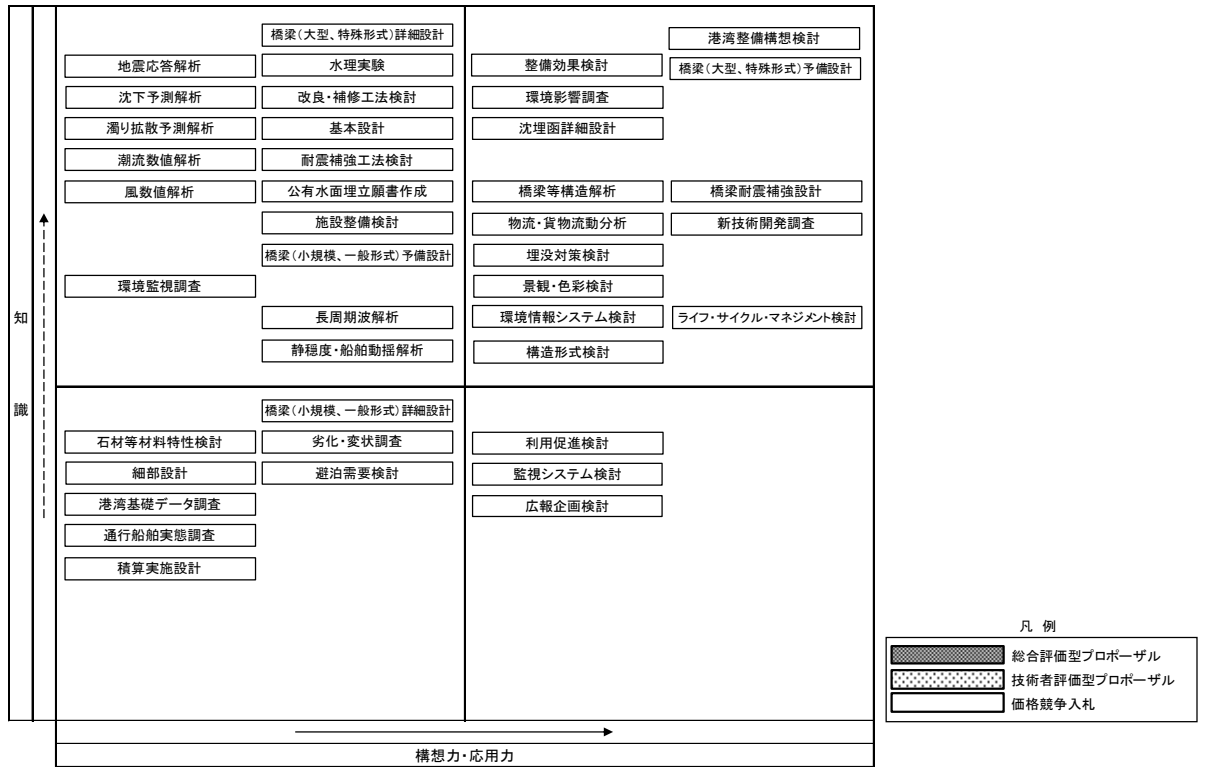 橋梁（大型、特殊形式）詳細設計
港湾整備構想検討
地震応答解析
水理実験
整備効果検討
橋梁（大型、特殊形式）予備設計
沈下予測解析
改良・補修工法検討
環境影響調査
濁り拡散予測解析
基本設計
沈埋函詳細設計
潮流数値解析
耐震補強工法検討
風数値解析
公有水面埋立願書作成
橋梁等構造解析
橋梁耐震補強設計
施設整備検討
物流・貨物流動分析
新技術開発調査
橋梁（小規模、一般形式）予備設計
埋没対策検討
環境監視調査
景観・色彩検討
長周期波解析
環境情報システム検討
ライフ・サイクル・マネジメント検討
静穏度・船舶動揺解析
構造形式検討
知
識
橋梁（小規模、一般形式）詳細設計
石材等材料特性検討
劣化・変状調査
利用促進検討
細部設計
避泊需要検討
監視システム検討
港湾基礎データ調査
広報企画検討
通行船舶実態調査
積算実施設計
構想力・応用力
凡 例
総合評価型プロポーザル
技術者評価型プロポーザル
価格競争入札